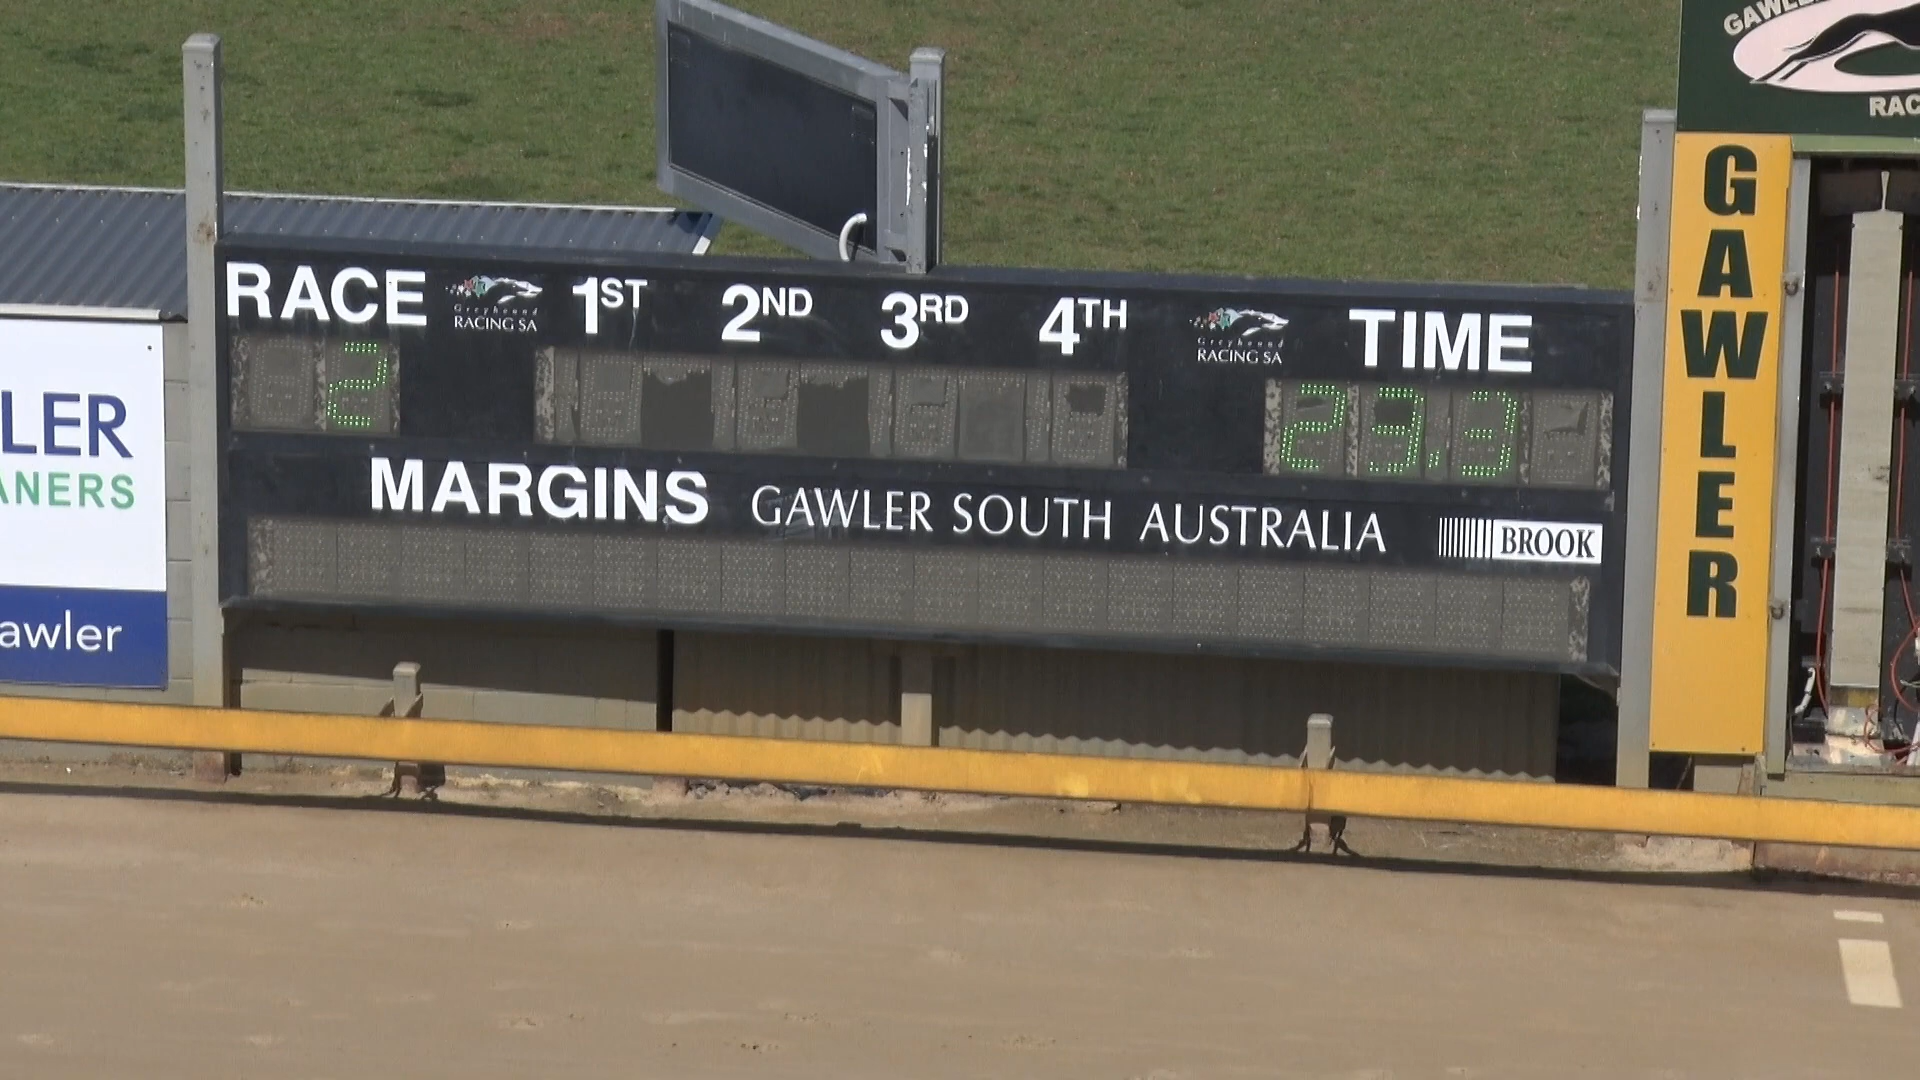 GAWLER
RAC
RACE
Greyhound
RACING SA
1ST
2ND
3RD
4TH
Greyhound
RACING SA
TIME
2
23.3
MARGINS
GAWLER SOUTH AUSTRALIA
BROOK
LER
ANERS
awler
GAWLER